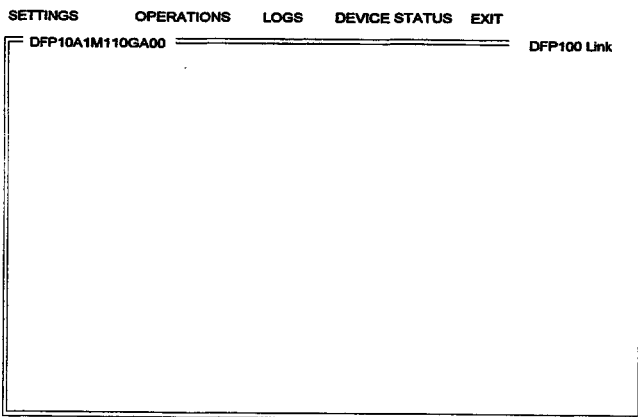 SETTINGS OPERATIONS LOGS DEVICE STATUS EXIT
DFP10A1M110GA00 DFP100 Link